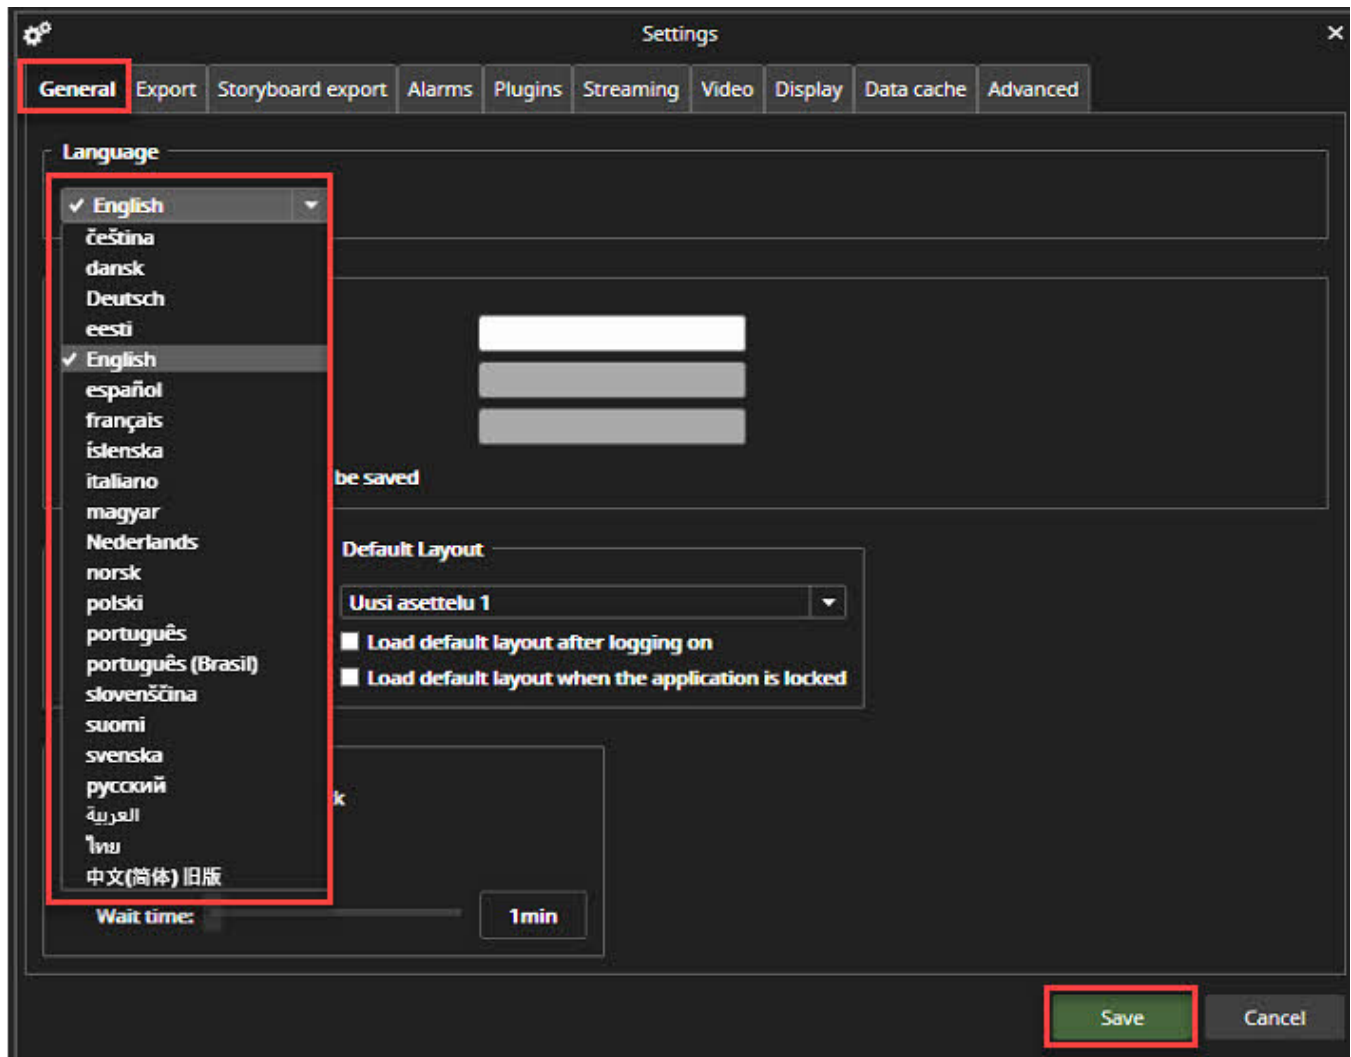 Settings
General Export Storyboard export Alarms Plugins Streaming Video Display Data cache Advanced
Language
English
čeština
dansk
Deutsch
eesti
English
español
français
íslenska
italiano
magyar
Nederlands
norsk
polski
português
português (Brasil)
slovenščina
suomi
svenska
русский
العربية
ไทย
中文(简体) 旧版
be saved
Default Layout
Uusi asettelu 1
Load default layout after logging on
Load default layout when the application is locked
k
Wait time: 1min
Save Cancel